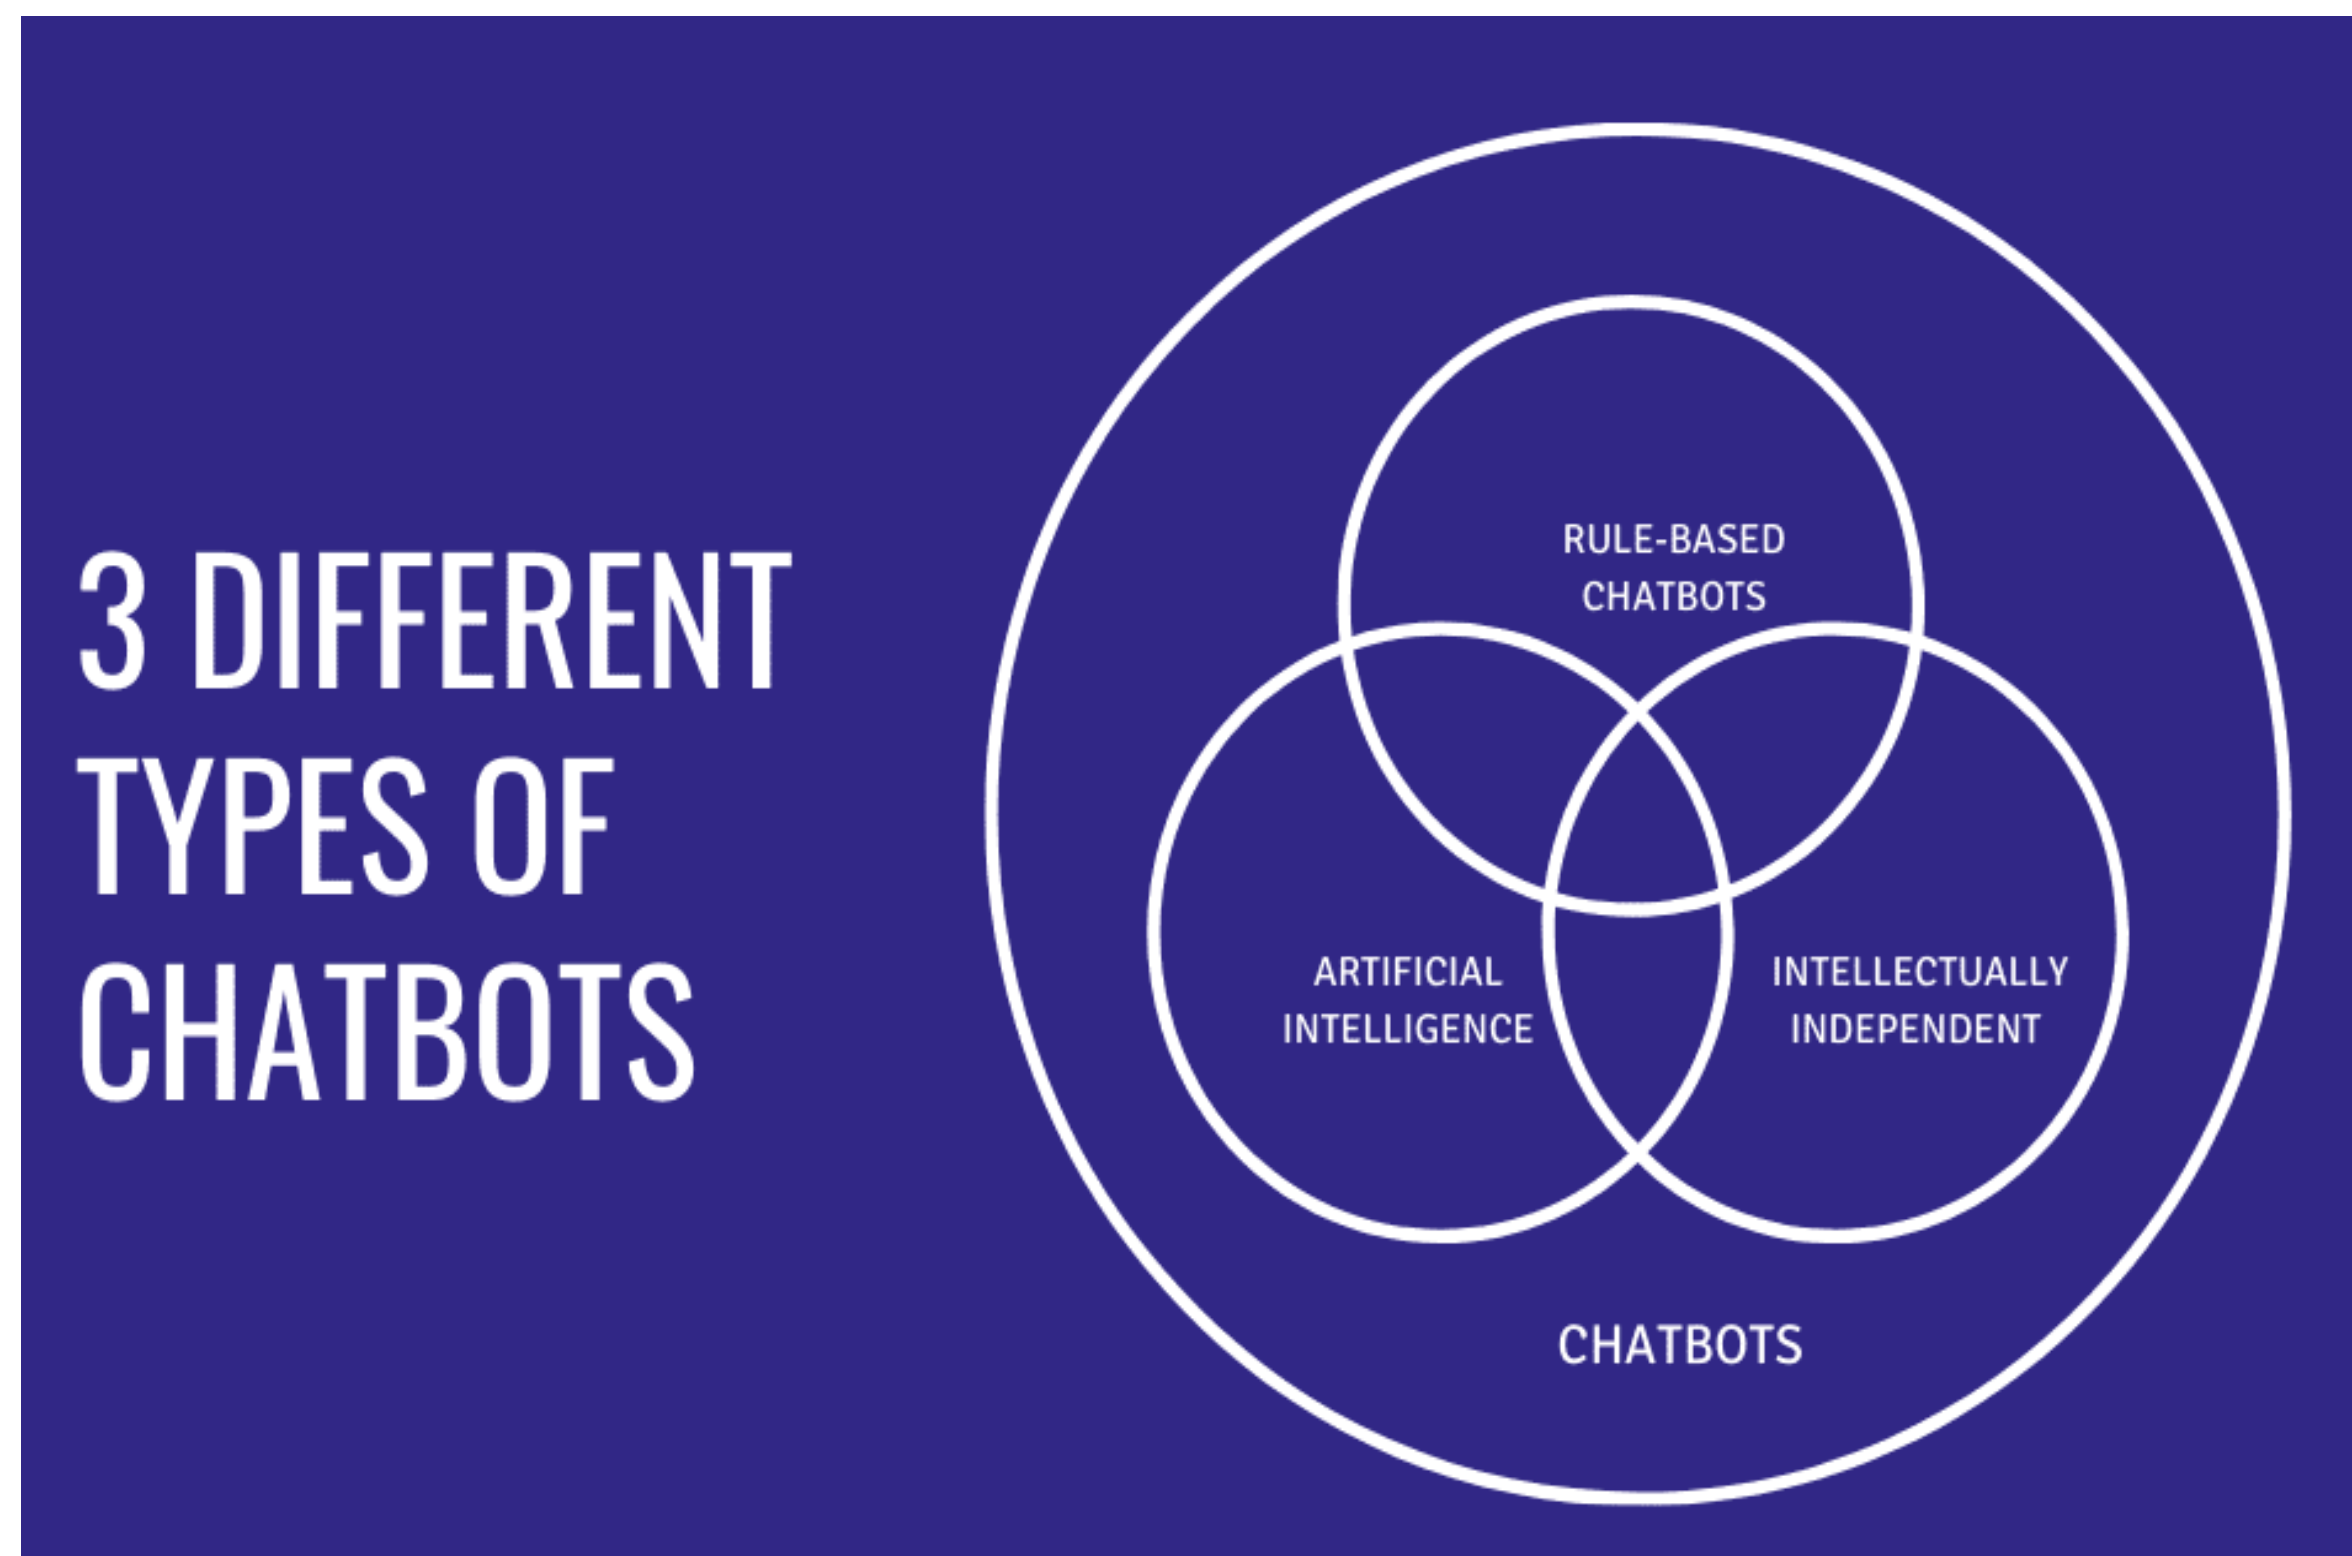 3 DIFFERENT
TYPES OF
CHATBOTS
RULE-BASED
CHATBOTS
ARTIFICIAL
INTELLIGENCE
INTELLECTUALLY
INDEPENDENT
CHATBOTS